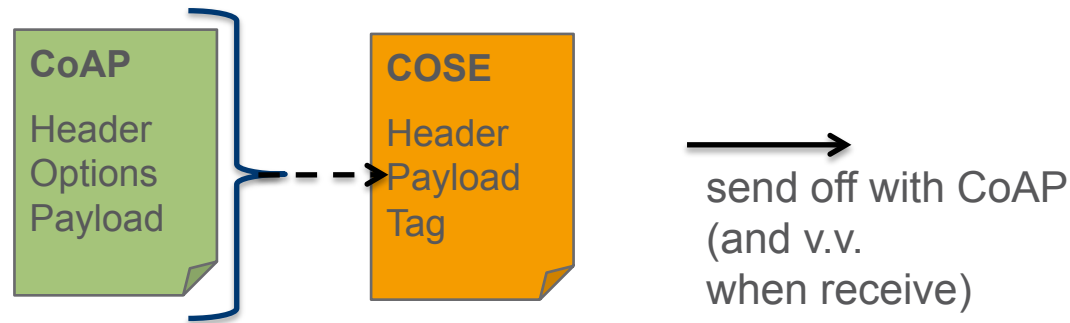 CoAP
Header
Options
Payload
COSE
Header
Payload
Tag
send off with CoAP
(and v.v.
when receive)